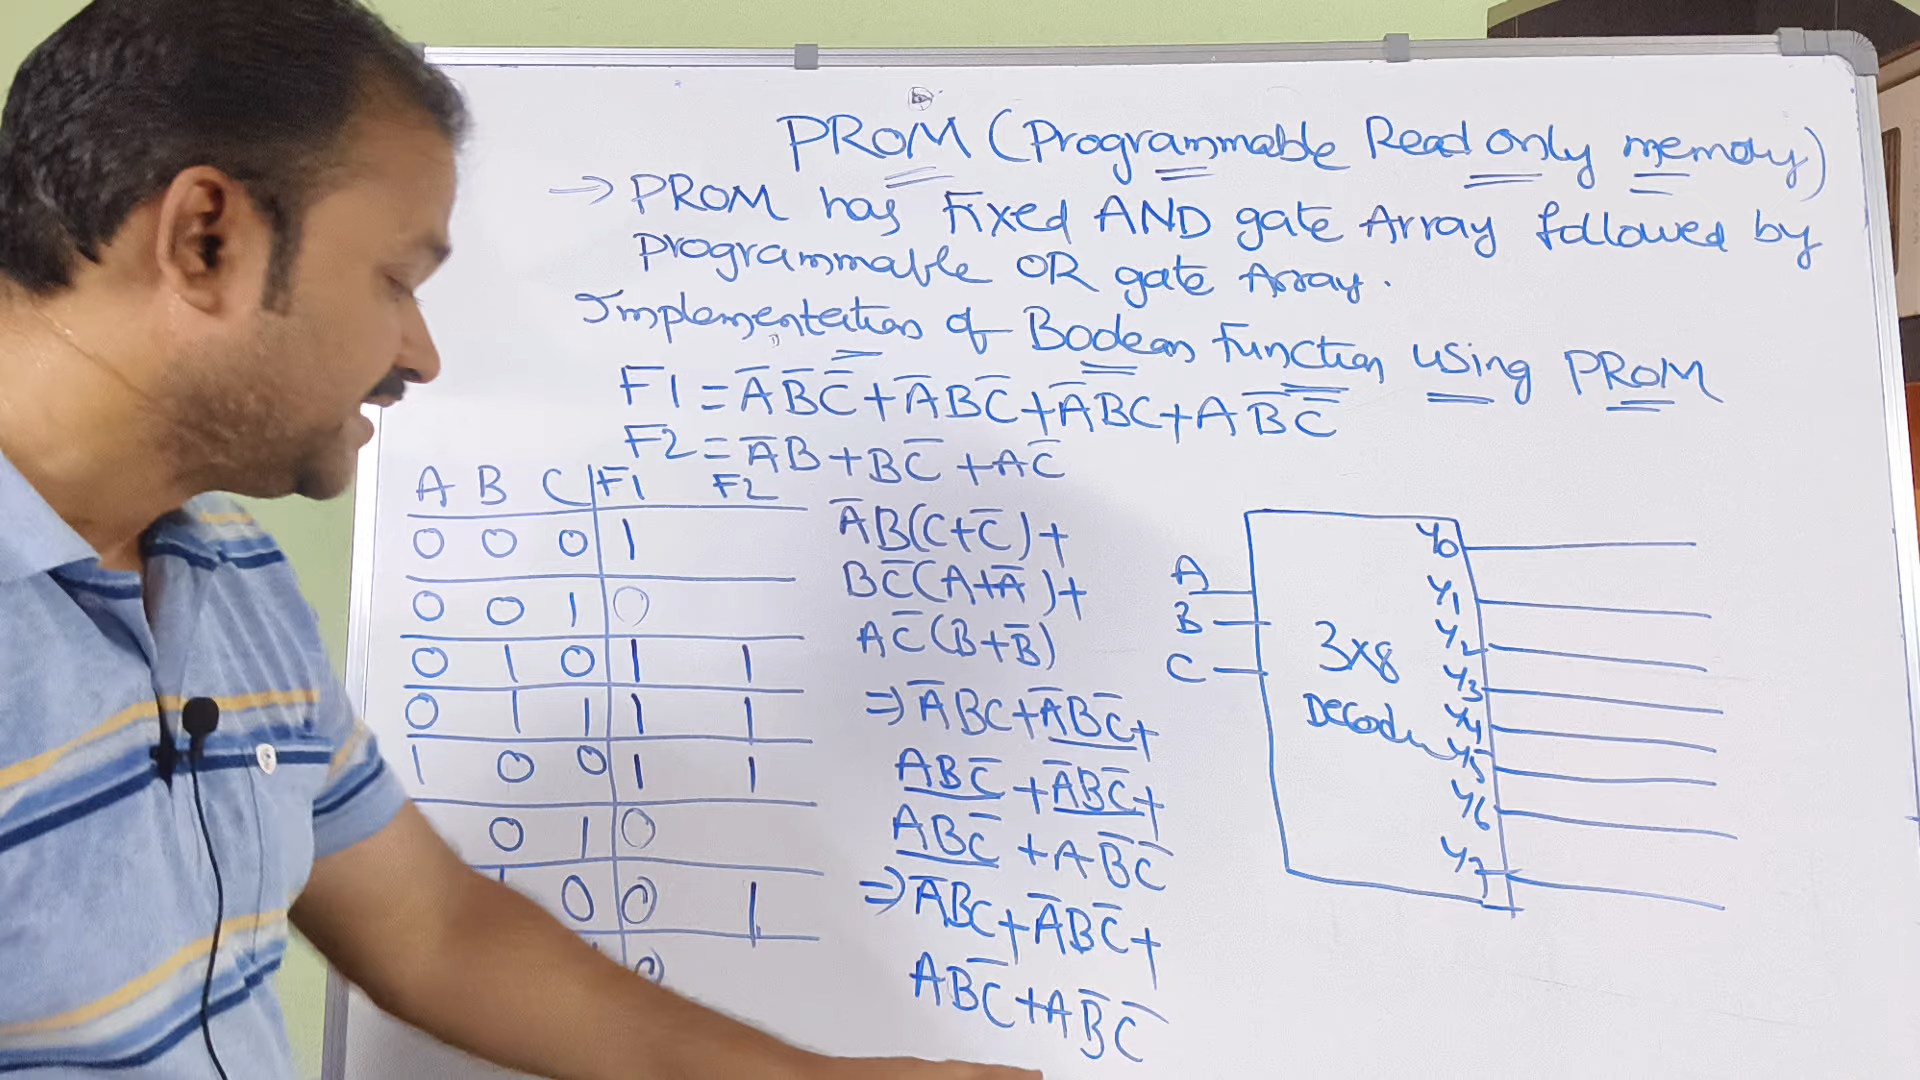 PROM (Programmable Read only memory)
→ PROM has Fixed AND gate Array followed by
programmable OR gate Array.
Implementation of Boolean Function using PROM
F1 = A̅B̅C̅ + A̅BC̅ + A̅BC + AB̅C̅
F2 = A̅B + BC̅ + AC̅
A B C F1 F2
0 0 0 1
0 0 1 0
0 1 0 1 1
0 1 1 1 1
1 0 0 1 1
0 1 0
0 0 1
0
A̅B(C+C̅)+
BC̅(A+A̅)+
AC̅(B+B̅)
⇒ A̅BC+A̅BC̅+
ABC̅+A̅BC̅+
ABC̅+AB̅C̅
⇒ A̅BC+A̅BC̅+
ABC̅+AB̅C̅
A
B
C
3x8
Decoder
Y0
Y1
Y2
Y3
Y4
Y5
Y6
Y7